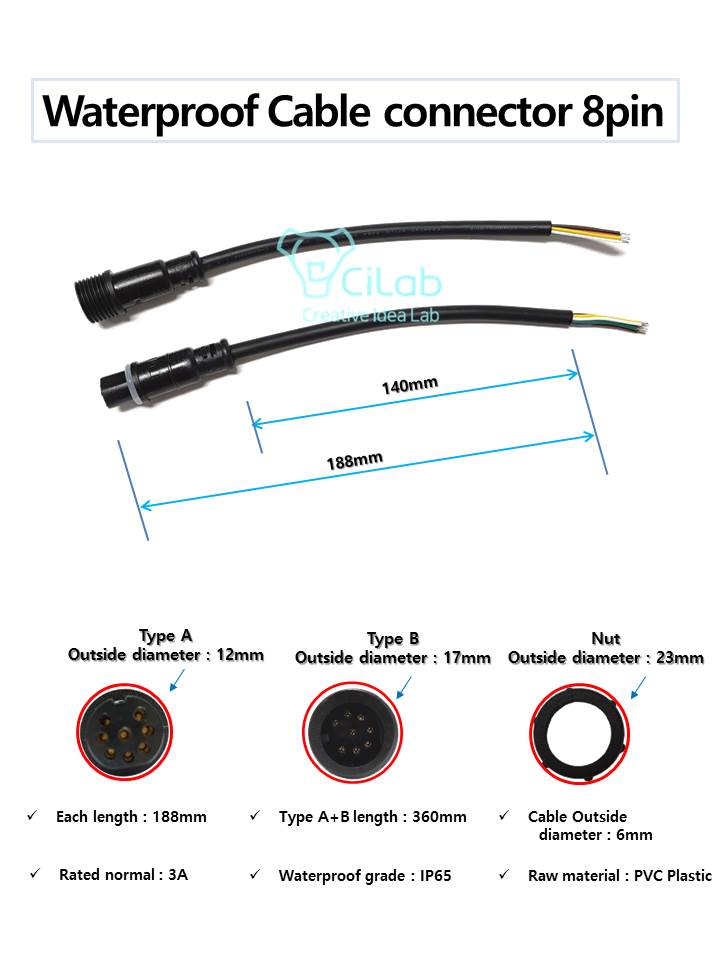 Waterproof Cable connector 8pin
CiLab
Creative Idea Lab
140mm
188mm
Type A
Outside diameter : 12mm
Type B
Outside diameter : 17mm
Nut
Outside diameter : 23mm
✓ Each length : 188mm
✓ Type A+B length : 360mm
✓ Cable Outside
diameter : 6mm
✓ Rated normal : 3A
✓ Waterproof grade : IP65
✓ Raw material : PVC Plastic